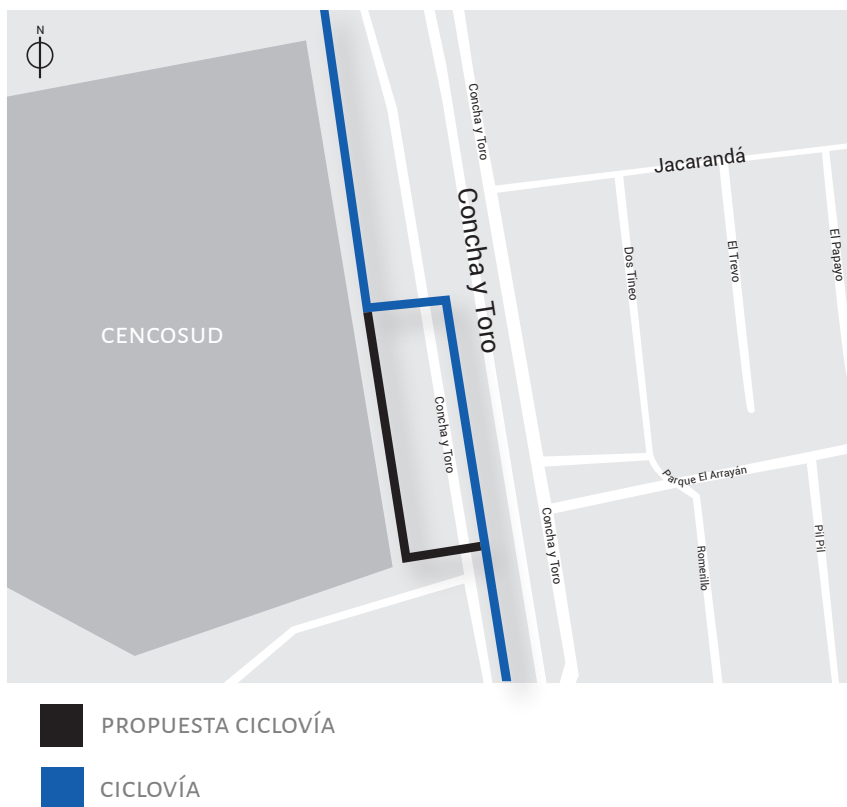 N
Concha y Toro
Jacarandá
Concha y Toro
Dos Tineo
El Trevo
El Papayo
CENCOSUD
Concha y Toro
Parque El Arrayán
Concha y Toro
Romerillo
Pil Pil
PROPUESTA CICLOVÍA
CICLOVÍA